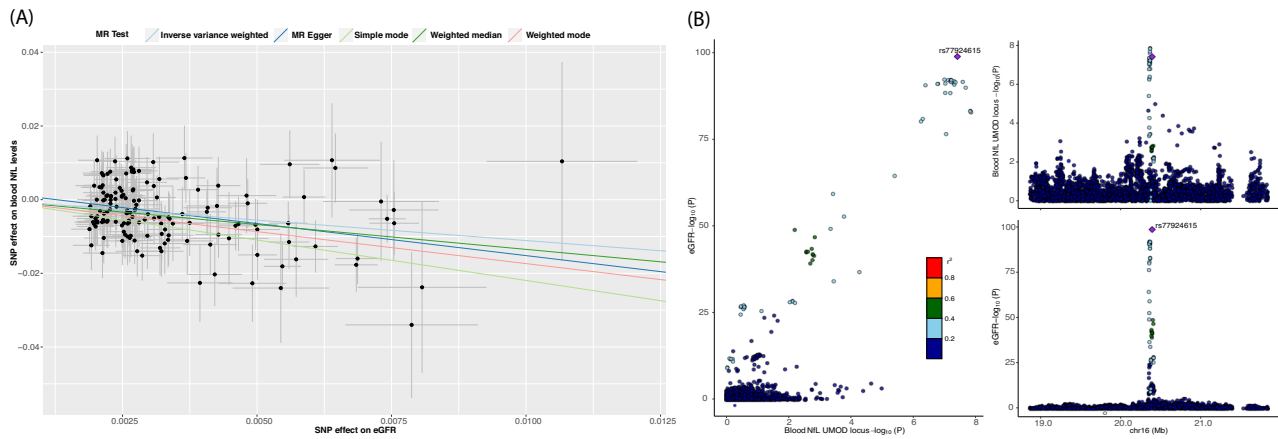 (A)
MR Test
Inverse variance weighted
MR Egger
Simple mode
Weighted median
Weighted mode
SNP effect on blood NfL levels
0.04
0.02
0.00
−0.02
−0.04
0.0025
0.0050
0.0075
0.0100
0.0125
SNP effect on eGFR
(B)
rs77924615
eGFR−log₁₀ (P)
100
75
50
25
0
0
2
4
6
8
Blood NfL UMOD locus −log₁₀ (P)
r²
0.8
0.6
0.4
0.2
Blood NfL UMOD locus −log₁₀(P)
8
6
4
2
0
rs77924615
eGFR−log₁₀ (P)
100
75
50
25
0
19.0
20.0
21.0
chr16 (Mb)